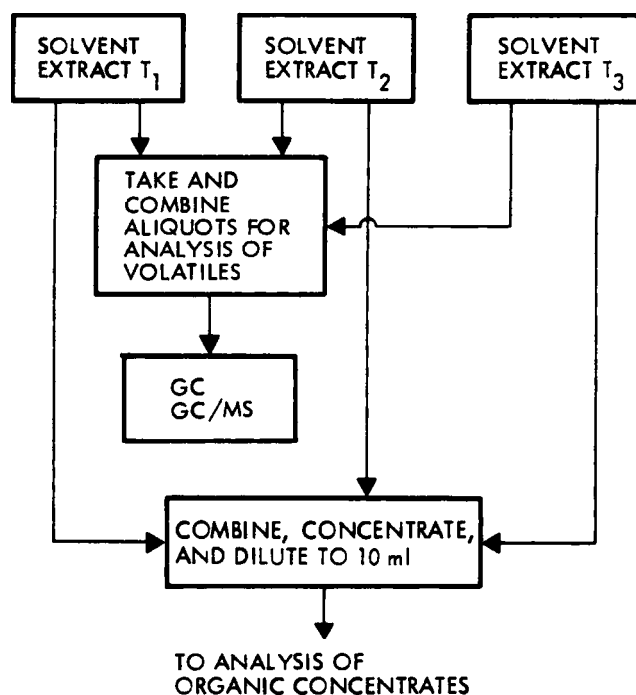 SOLVENT
EXTRACT T1
SOLVENT
EXTRACT T2
SOLVENT
EXTRACT T3
TAKE AND
COMBINE
ALIQUOTS FOR
ANALYSIS OF
VOLATILES
GC
GC/MS
COMBINE, CONCENTRATE,
AND DILUTE TO 10 ml
TO ANALYSIS OF
ORGANIC CONCENTRATES